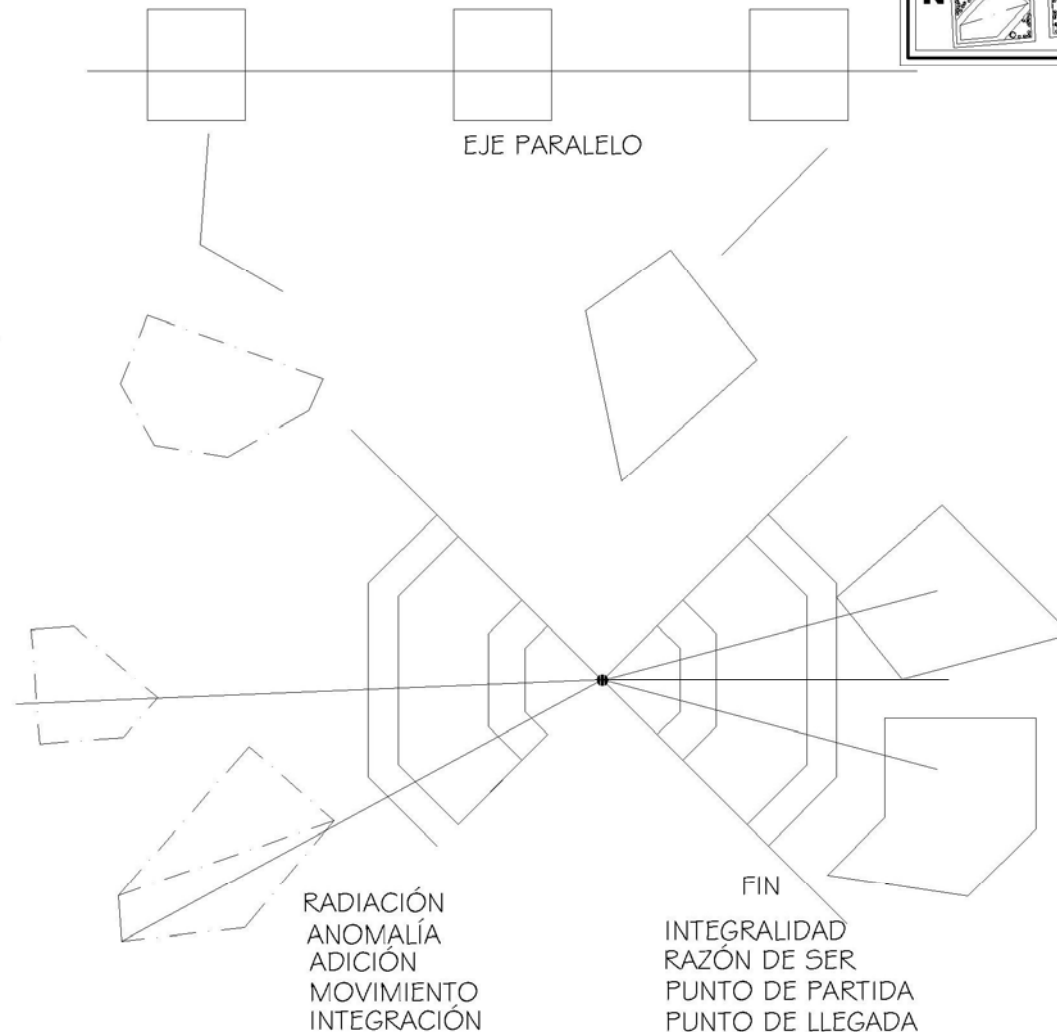 EJE PARALELO
RADIACIÓN
ANOMALÍA
ADICIÓN
MOVIMIENTO
INTEGRACIÓN
FIN
INTEGRALIDAD
RAZÓN DE SER
PUNTO DE PARTIDA
PUNTO DE LLEGADA